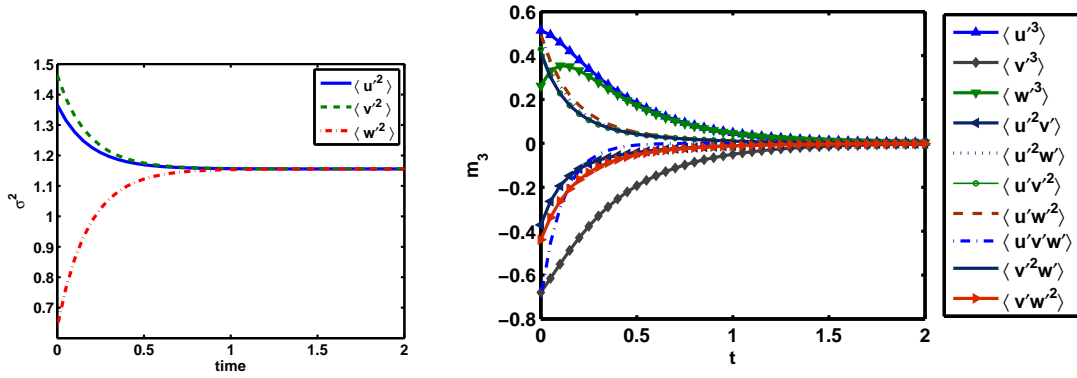 1.5
1.4
1.3
1.2
1.1
1
0.9
0.8
0.7
σ²
0
0.5
1
1.5
2
time
⟨ u′² ⟩
⟨ v′² ⟩
⟨ w′² ⟩
0.6
0.4
0.2
0
−0.2
−0.4
−0.6
−0.8
m₃
0
0.5
1
1.5
2
t
⟨ u′³ ⟩
⟨ v′³ ⟩
⟨ w′³ ⟩
⟨ u′² v′ ⟩
⟨ u′² w′ ⟩
⟨ u′ v′² ⟩
⟨ u′ w′² ⟩
⟨ u′ v′ w′ ⟩
⟨ v′² w′ ⟩
⟨ v′ w′² ⟩